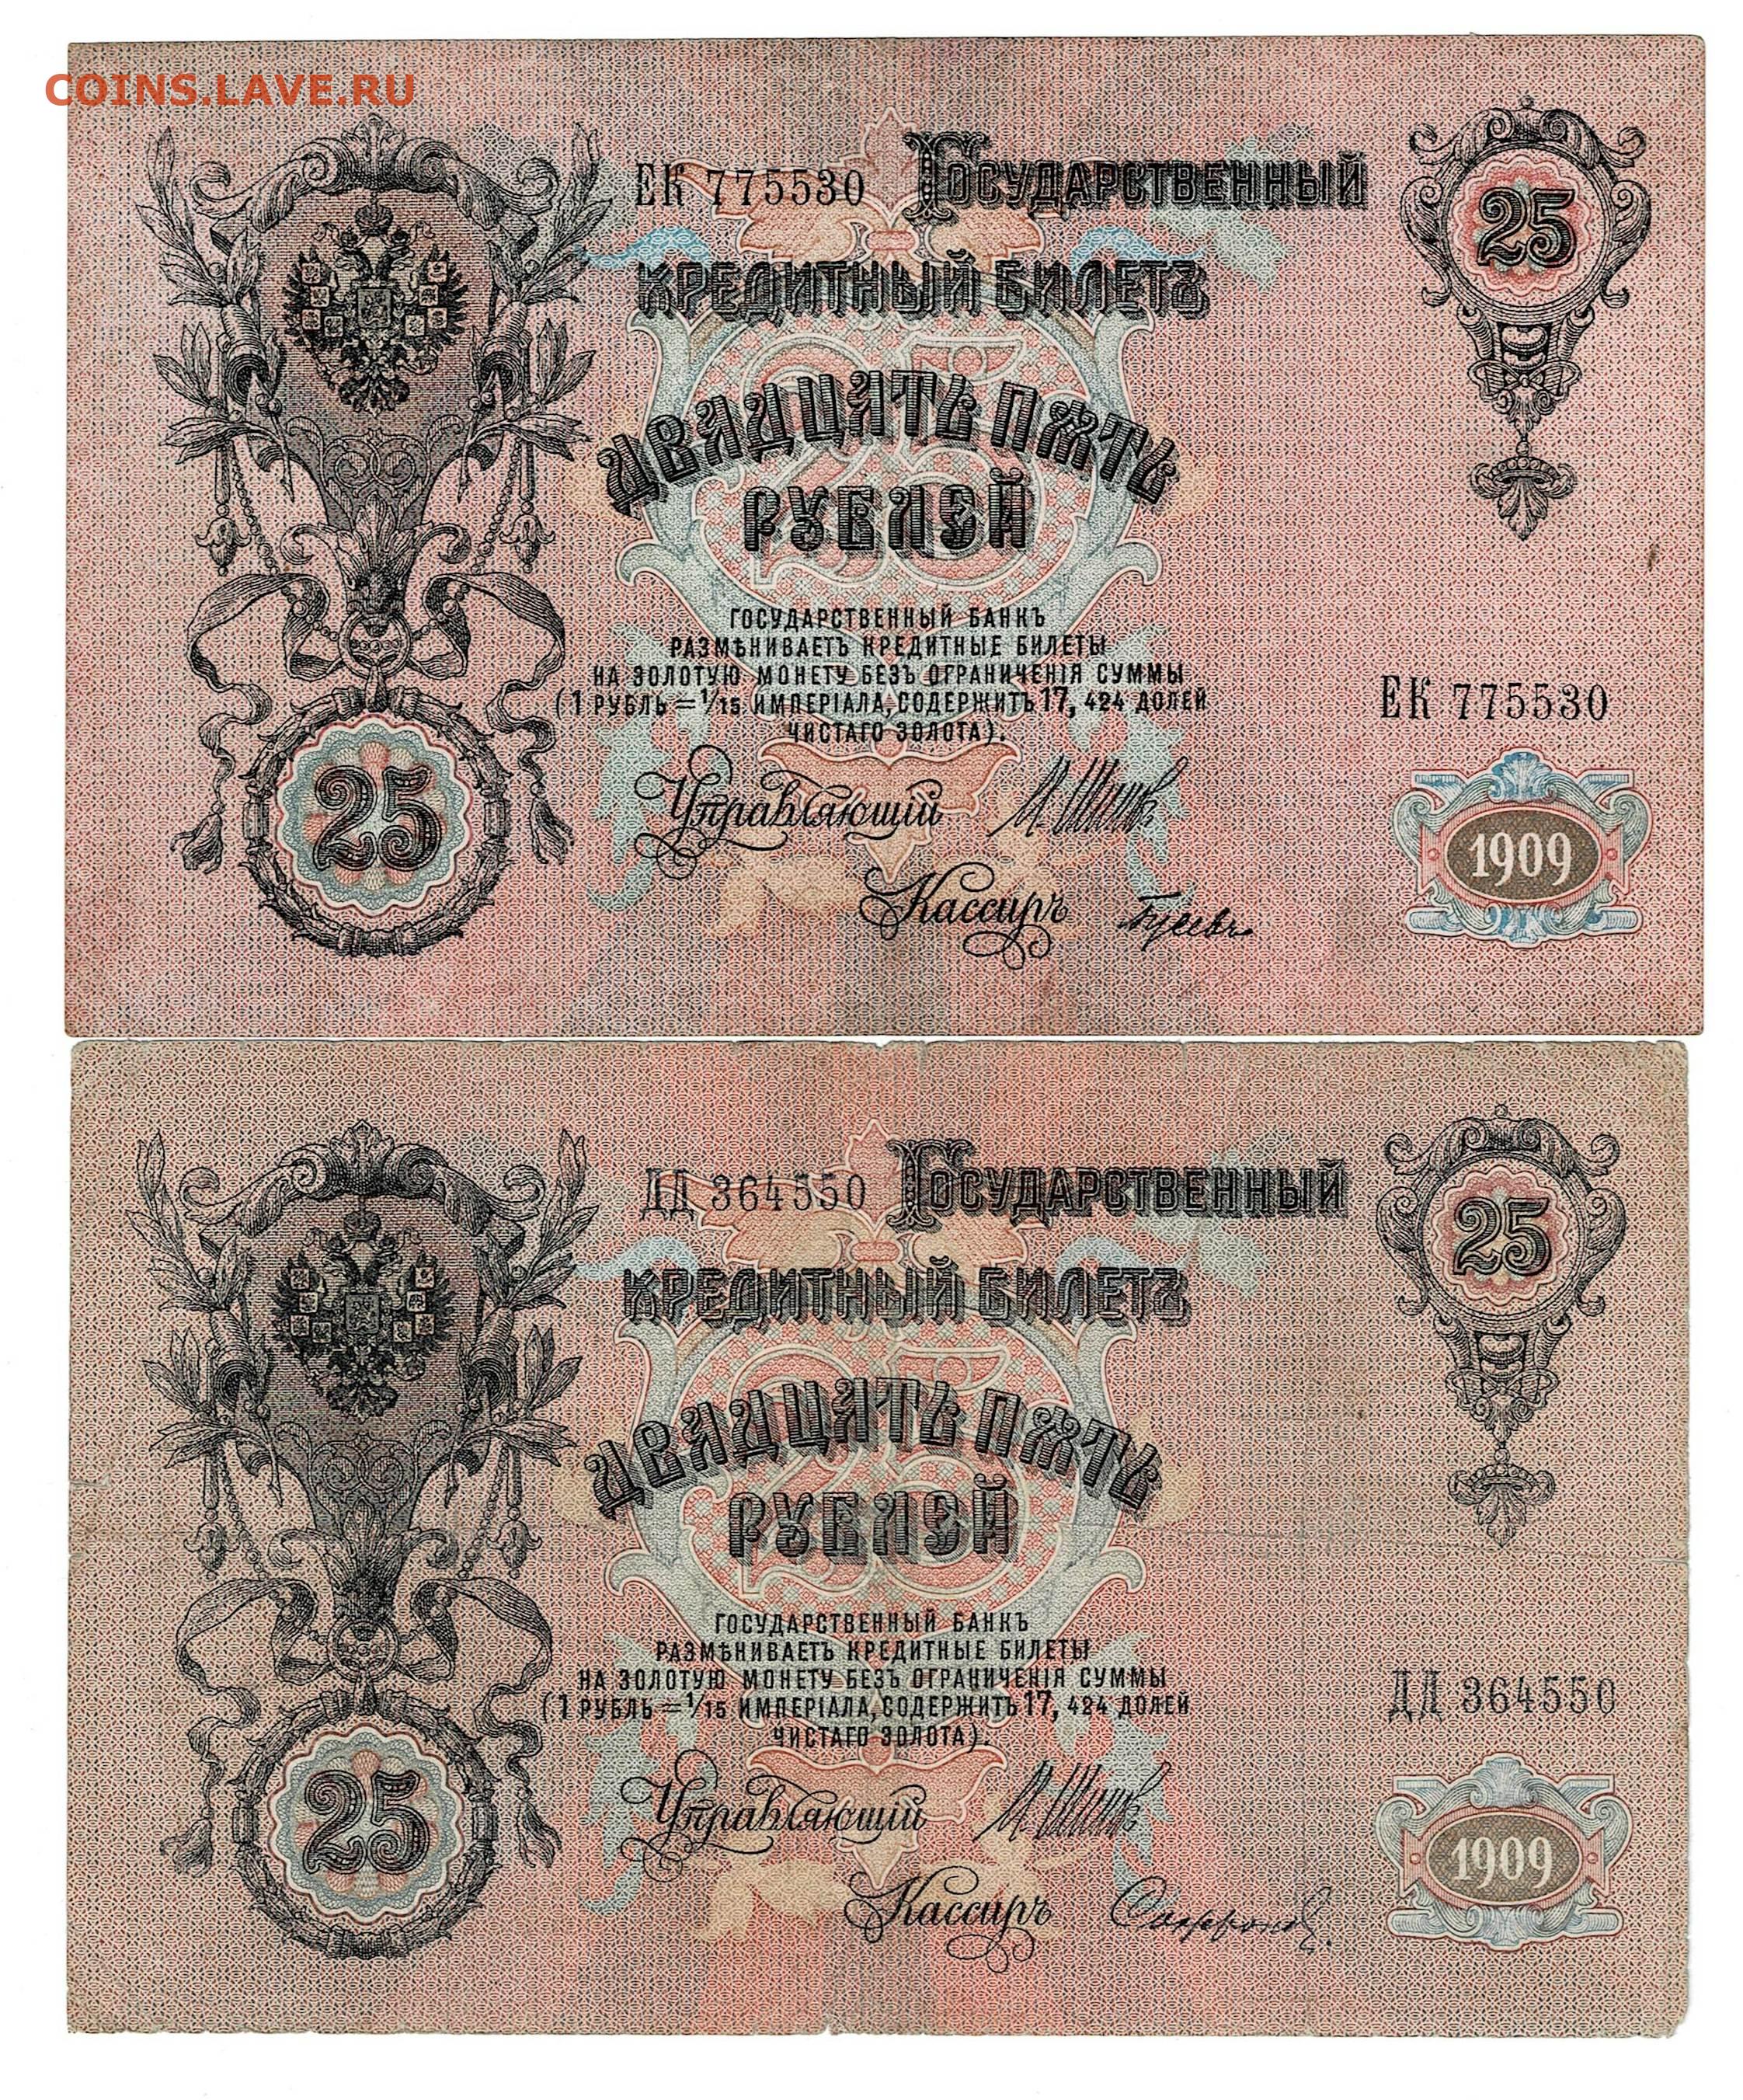 COINS.LAVE.RU
ЕК 775530 ГОСУДАРСТВЕННЫЙ 25
КРЕДИТНЫЙ БИЛЕТЪ
ДВАДЦАТЬ ПЯТЬ
РУБЛЕЙ
ГОСУДАРСТВЕННЫЙ БАНКЪ
РАЗМѢНИВАЕТЪ КРЕДИТНЫЕ БИЛЕТЫ
НА ЗОЛОТУЮ МОНЕТУ БЕЗЪ ОГРАНИЧЕНІЯ СУММЫ
(1 РУБЛЬ = 1/15 ИМПЕРІАЛА, СОДЕРЖИТЪ 17, 424 ДОЛЕЙ
ЧИСТАГО ЗОЛОТА).
ЕК 775530
25 Управляющій И. Шиповъ
1909
Кассиръ Гусевъ
ДД 364550 ГОСУДАРСТВЕННЫЙ 25
КРЕДИТНЫЙ БИЛЕТЪ
ДВАДЦАТЬ ПЯТЬ
РУБЛЕЙ
ГОСУДАРСТВЕННЫЙ БАНКЪ
РАЗМѢНИВАЕТЪ КРЕДИТНЫЕ БИЛЕТЫ
НА ЗОЛОТУЮ МОНЕТУ БЕЗЪ ОГРАНИЧЕНІЯ СУММЫ
(1 РУБЛЬ = 1/15 ИМПЕРІАЛА, СОДЕРЖИТЪ 17, 424 ДОЛЕЙ
ЧИСТАГО ЗОЛОТА).
ДД 364550
25 Управляющій И. Шиповъ
1909
Кассиръ Сафронов